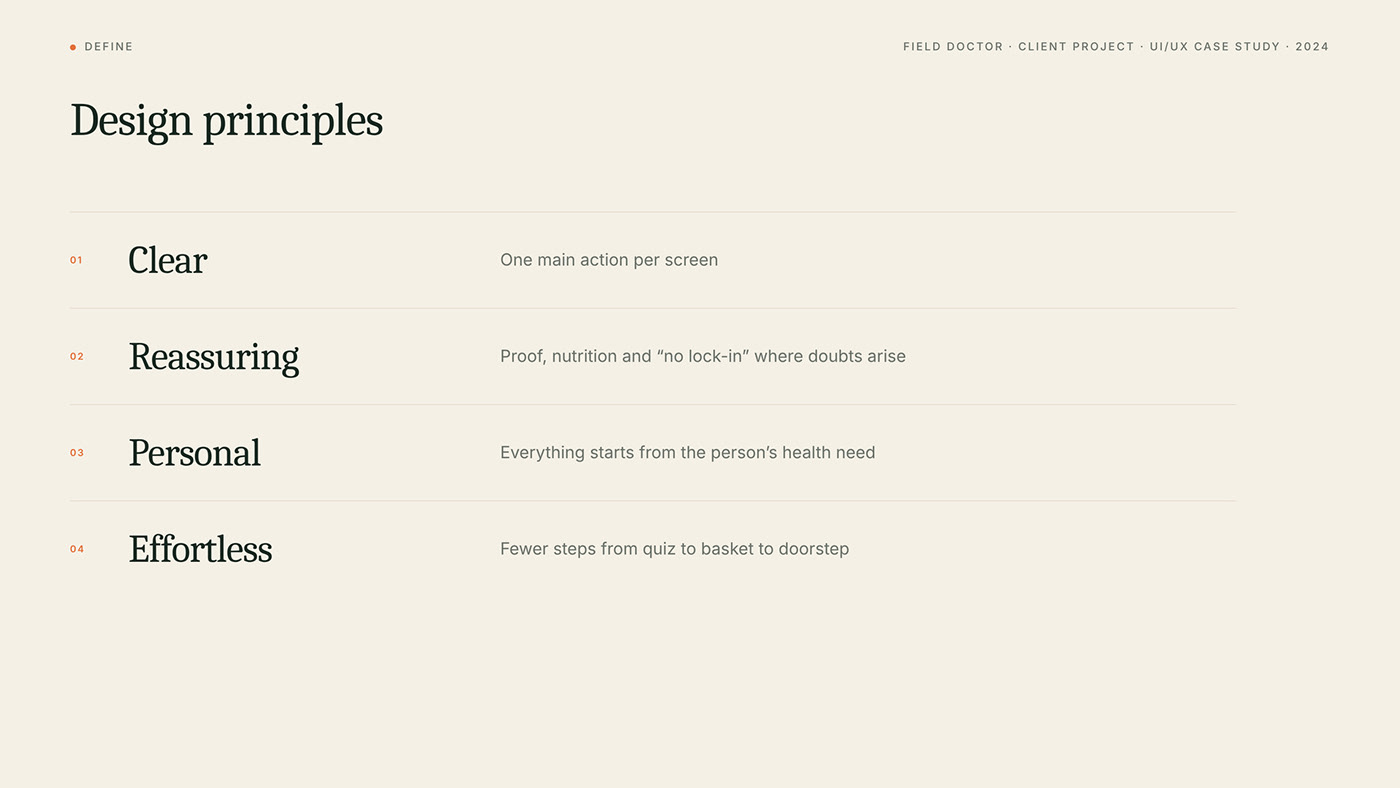 DEFINE
FIELD DOCTOR · CLIENT PROJECT · UI/UX CASE STUDY · 2024
Design principles
01 Clear One main action per screen
02 Reassuring Proof, nutrition and “no lock-in” where doubts arise
03 Personal Everything starts from the person’s health need
04 Effortless Fewer steps from quiz to basket to doorstep